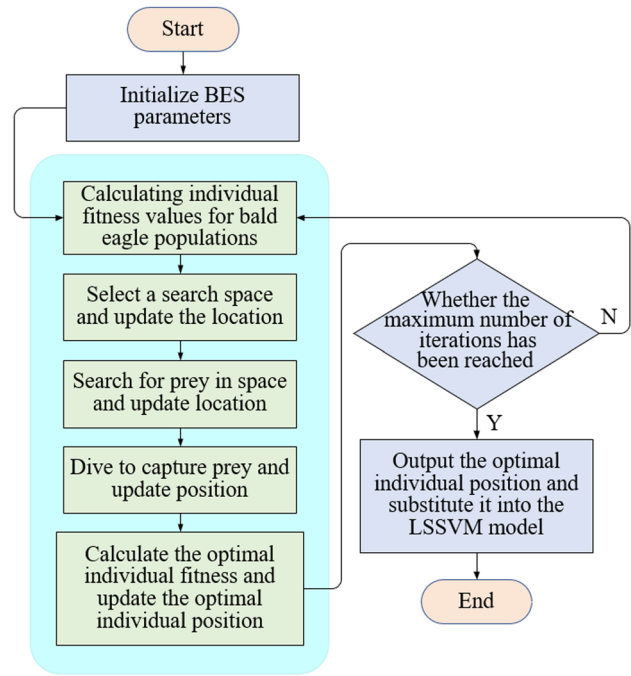 Start
Initialize BES
parameters
Calculating individual
fitness values for bald
eagle populations
Select a search space
and update the location
Search for prey in space
and update location
Dive to capture prey and
update position
Calculate the optimal
individual fitness and
update the optimal
individual position
Whether the
maximum number of
iterations has
been reached
N
Y
Output the optimal
individual position and
substitute it into the
LSSVM model
End